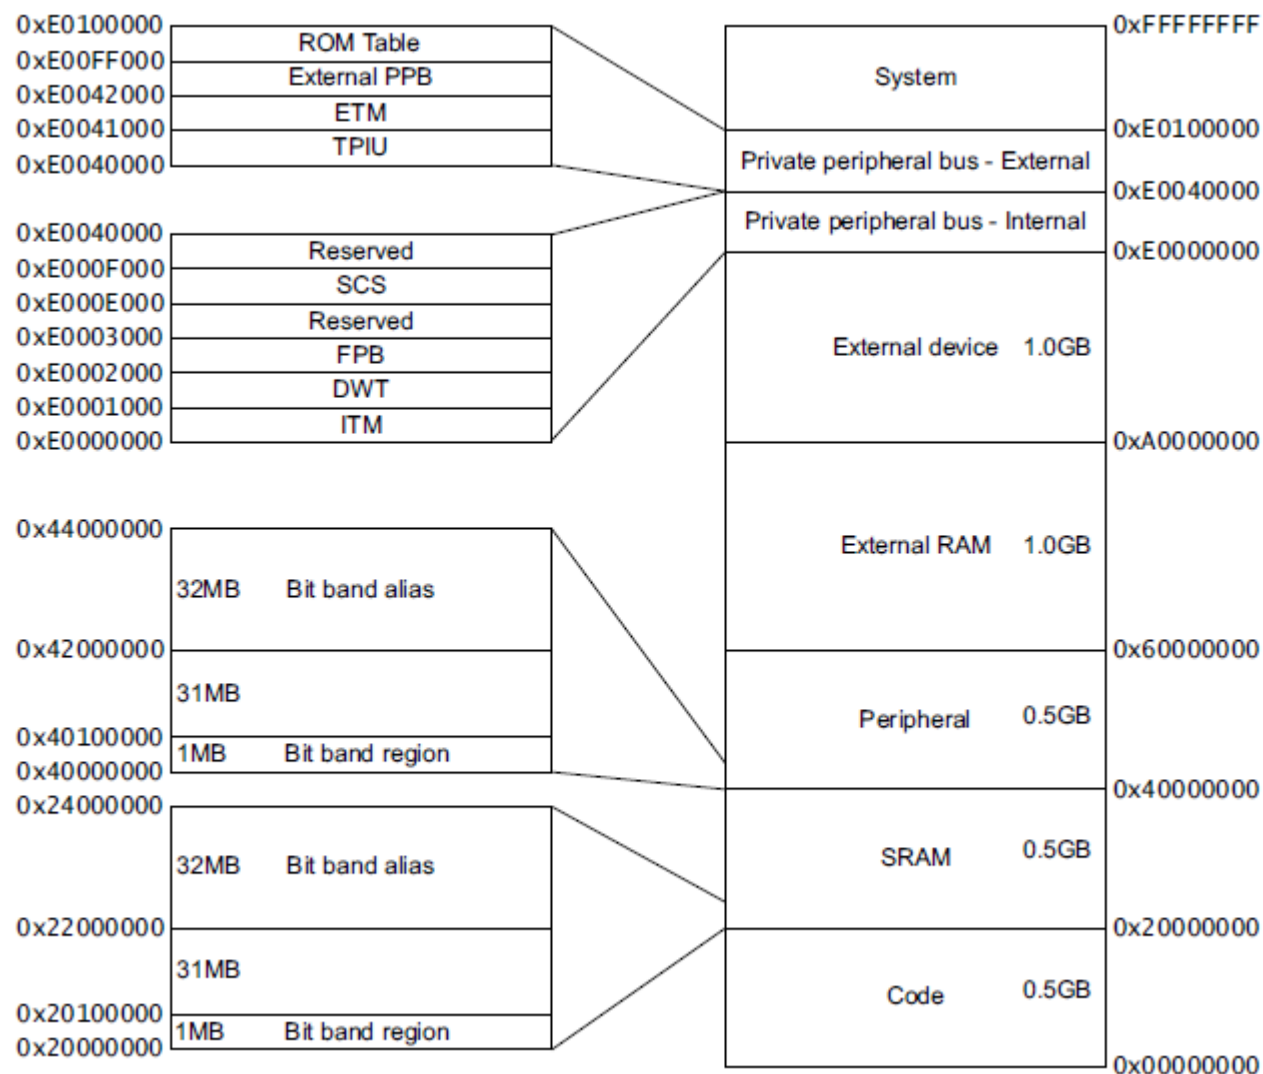 0xE0100000
ROM Table
0xE00FF000
External PPB
0xE0042000
ETM
0xE0041000
TPIU
0xE0040000
0xE0040000
Reserved
0xE000F000
SCS
0xE000E000
Reserved
0xE0003000
FPB
0xE0002000
DWT
0xE0001000
ITM
0xE0000000
0x44000000
32MB Bit band alias
0x42000000
31MB
0x40100000
1MB Bit band region
0x40000000
0x24000000
32MB Bit band alias
0x22000000
31MB
0x20100000
1MB Bit band region
0x20000000
0xFFFFFFFF
System
0xE0100000
Private peripheral bus - External
0xE0040000
Private peripheral bus - Internal
0xE0000000
External device 1.0GB
0xA0000000
External RAM 1.0GB
0x60000000
Peripheral 0.5GB
0x40000000
SRAM 0.5GB
0x20000000
Code 0.5GB
0x00000000